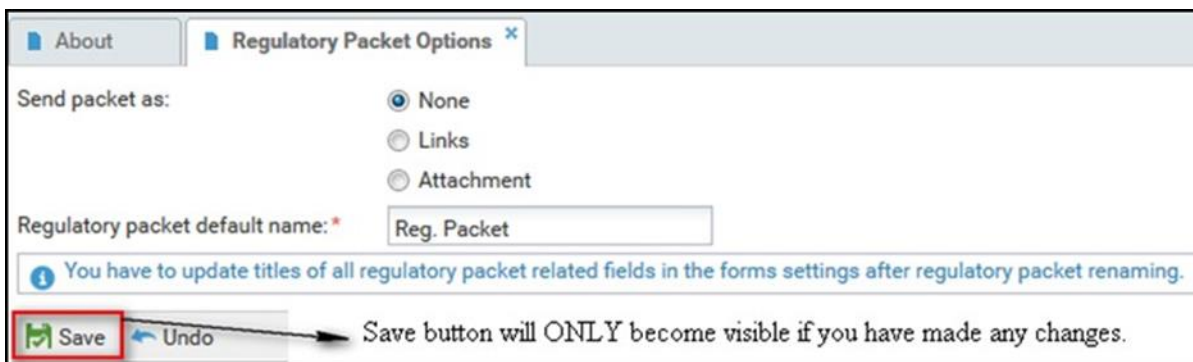 About
Regulatory Packet Options
Send packet as:
None
Links
Attachment
Regulatory packet default name:*
Reg. Packet
You have to update titles of all regulatory packet related fields in the forms settings after regulatory packet renaming.
Save
Undo
Save button will ONLY become visible if you have made any changes.